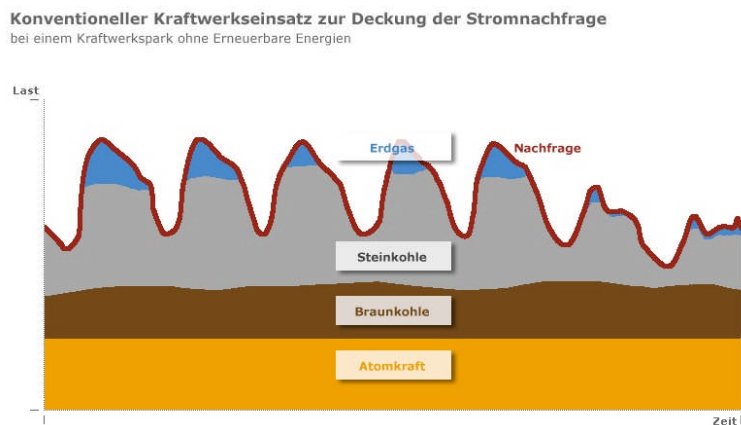 Konventioneller Kraftwerkseinsatz zur Deckung der Stromnachfrage
bei einem Kraftwerkspark ohne Erneuerbare Energien
Last
Erdgas
Nachfrage
Steinkohle
Braunkohle
Atomkraft
Zeit